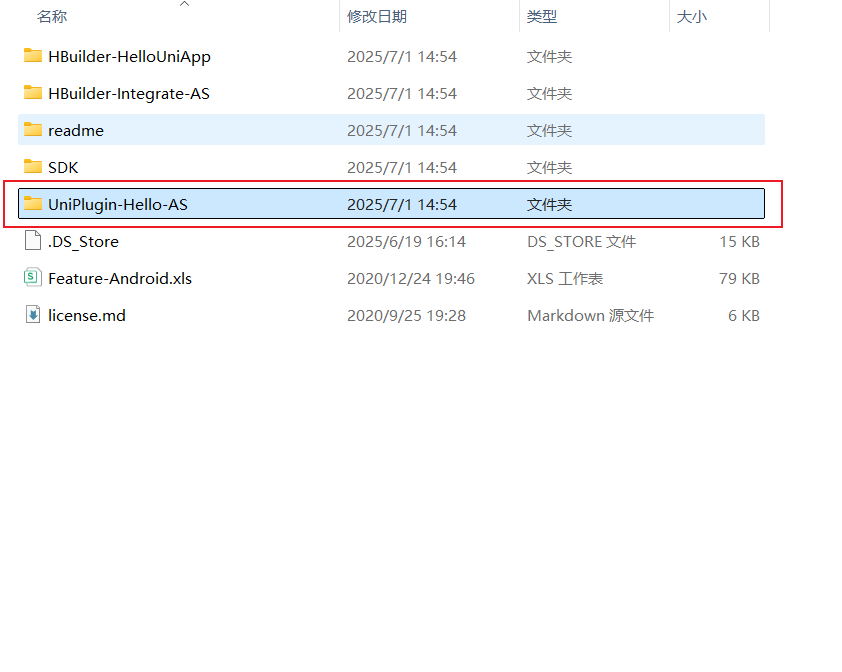 名称 修改日期 类型 大小
HBuilder-HelloUniApp 2025/7/1 14:54 文件夹
HBuilder-Integrate-AS 2025/7/1 14:54 文件夹
readme 2025/7/1 14:54 文件夹
SDK 2025/7/1 14:54 文件夹
UniPlugin-Hello-AS 2025/7/1 14:54 文件夹
.DS_Store 2025/6/19 16:14 DS_STORE 文件 15 KB
Feature-Android.xls 2020/12/24 19:46 XLS 工作表 79 KB
license.md 2020/9/25 19:28 Markdown 源文件 6 KB